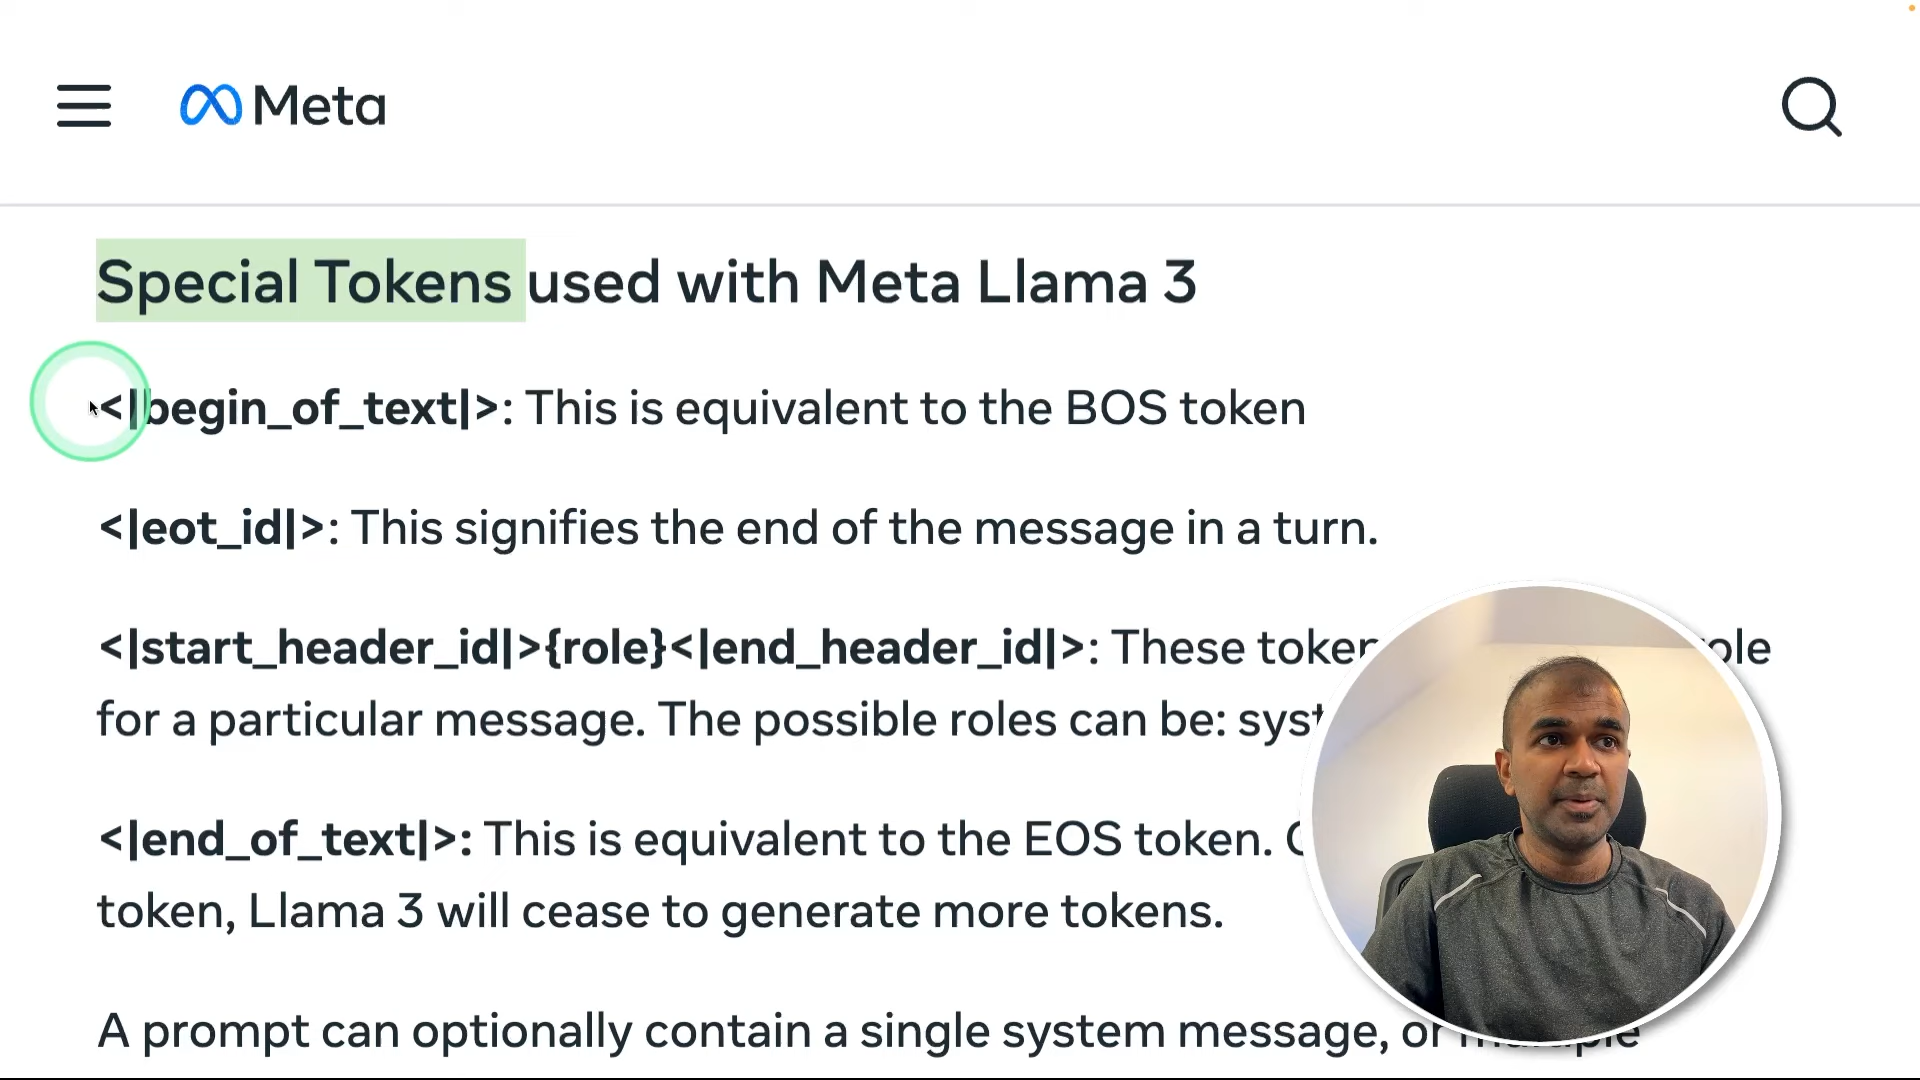 Meta
Special Tokens used with Meta Llama 3
<|begin_of_text|>: This is equivalent to the BOS token
<|eot_id|>: This signifies the end of the message in a turn.
<|start_header_id|>{role}<|end_header_id|>: These
for a particular message. The possible roles can be:
<|end_of_text|>: This is equivalent to the EOS token.
token, Llama 3 will cease to generate more tokens.
A prompt can optionally contain a single system message, or multiple